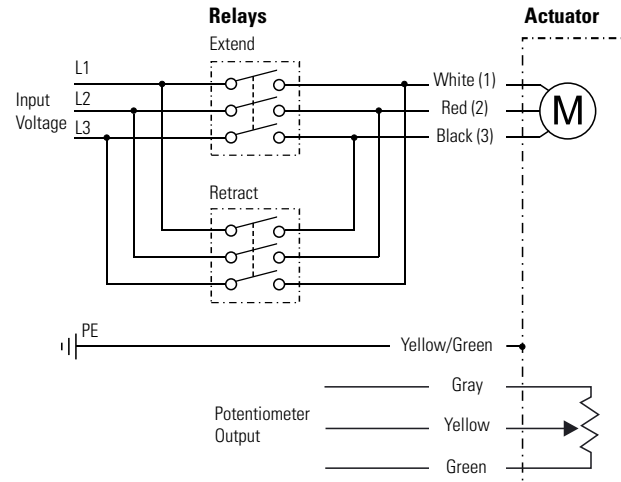 Relays
Actuator
Extend
L1
White (1)
Input
Voltage
L2
Red (2)
L3
Black (3)
M
Retract
PE
Yellow/Green
Gray
Potentiometer
Output
Yellow
Green